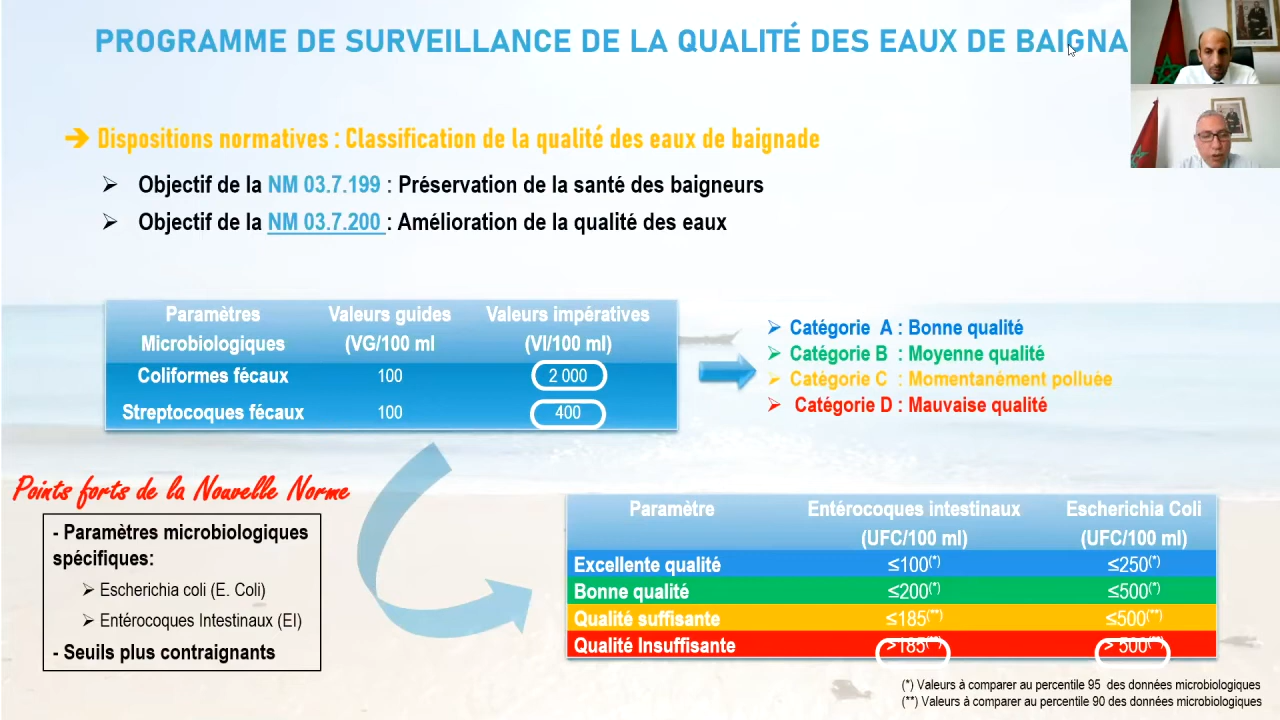 PROGRAMME DE SURVEILLANCE DE LA QUALITÉ DES EAUX DE BAIGNA
➔ Dispositions normatives : Classification de la qualité des eaux de baignade
➢ Objectif de la NM 03.7.199 : Préservation de la santé des baigneurs
➢ Objectif de la NM 03.7.200 : Amélioration de la qualité des eaux
Paramètres Valeurs guides Valeurs impératives
Microbiologiques (VG/100 ml (VI/100 ml)
Coliformes fécaux 100 2 000
Streptocoques fécaux 100 400
➢ Catégorie A : Bonne qualité
➢ Catégorie B : Moyenne qualité
➢ Catégorie C : Momentanément polluée
➢ Catégorie D : Mauvaise qualité
Points forts de la Nouvelle Norme
- Paramètres microbiologiques
spécifiques:
➢ Escherichia coli (E. Coli)
➢ Entérocoques Intestinaux (EI)
- Seuils plus contraignants
Paramètre Entérocoques intestinaux Escherichia Coli
(UFC/100 ml) (UFC/100 ml)
Excellente qualité ≤100(*) ≤250(*)
Bonne qualité ≤200(*) ≤500(*)
Qualité suffisante ≤185(**) ≤500(**)
Qualité Insuffisante >185(**) > 500(**)
(*) Valeurs à comparer au percentile 95 des données microbiologiques
(**) Valeurs à comparer au percentile 90 des données microbiologiques